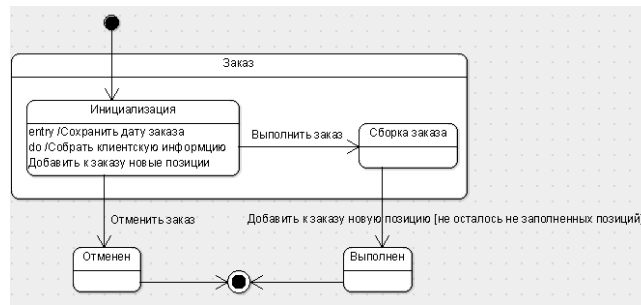 Заказ
Инициализация
entry /Сохранить дату заказа
do /Собрать клиентскую информцию
Добавить к заказу новые позиции
Выполнить заказ
Сборка заказа
Отменить заказ
Добавить к заказу новую позицию [не осталось не заполненных позиций]
Отменен
Выполнен